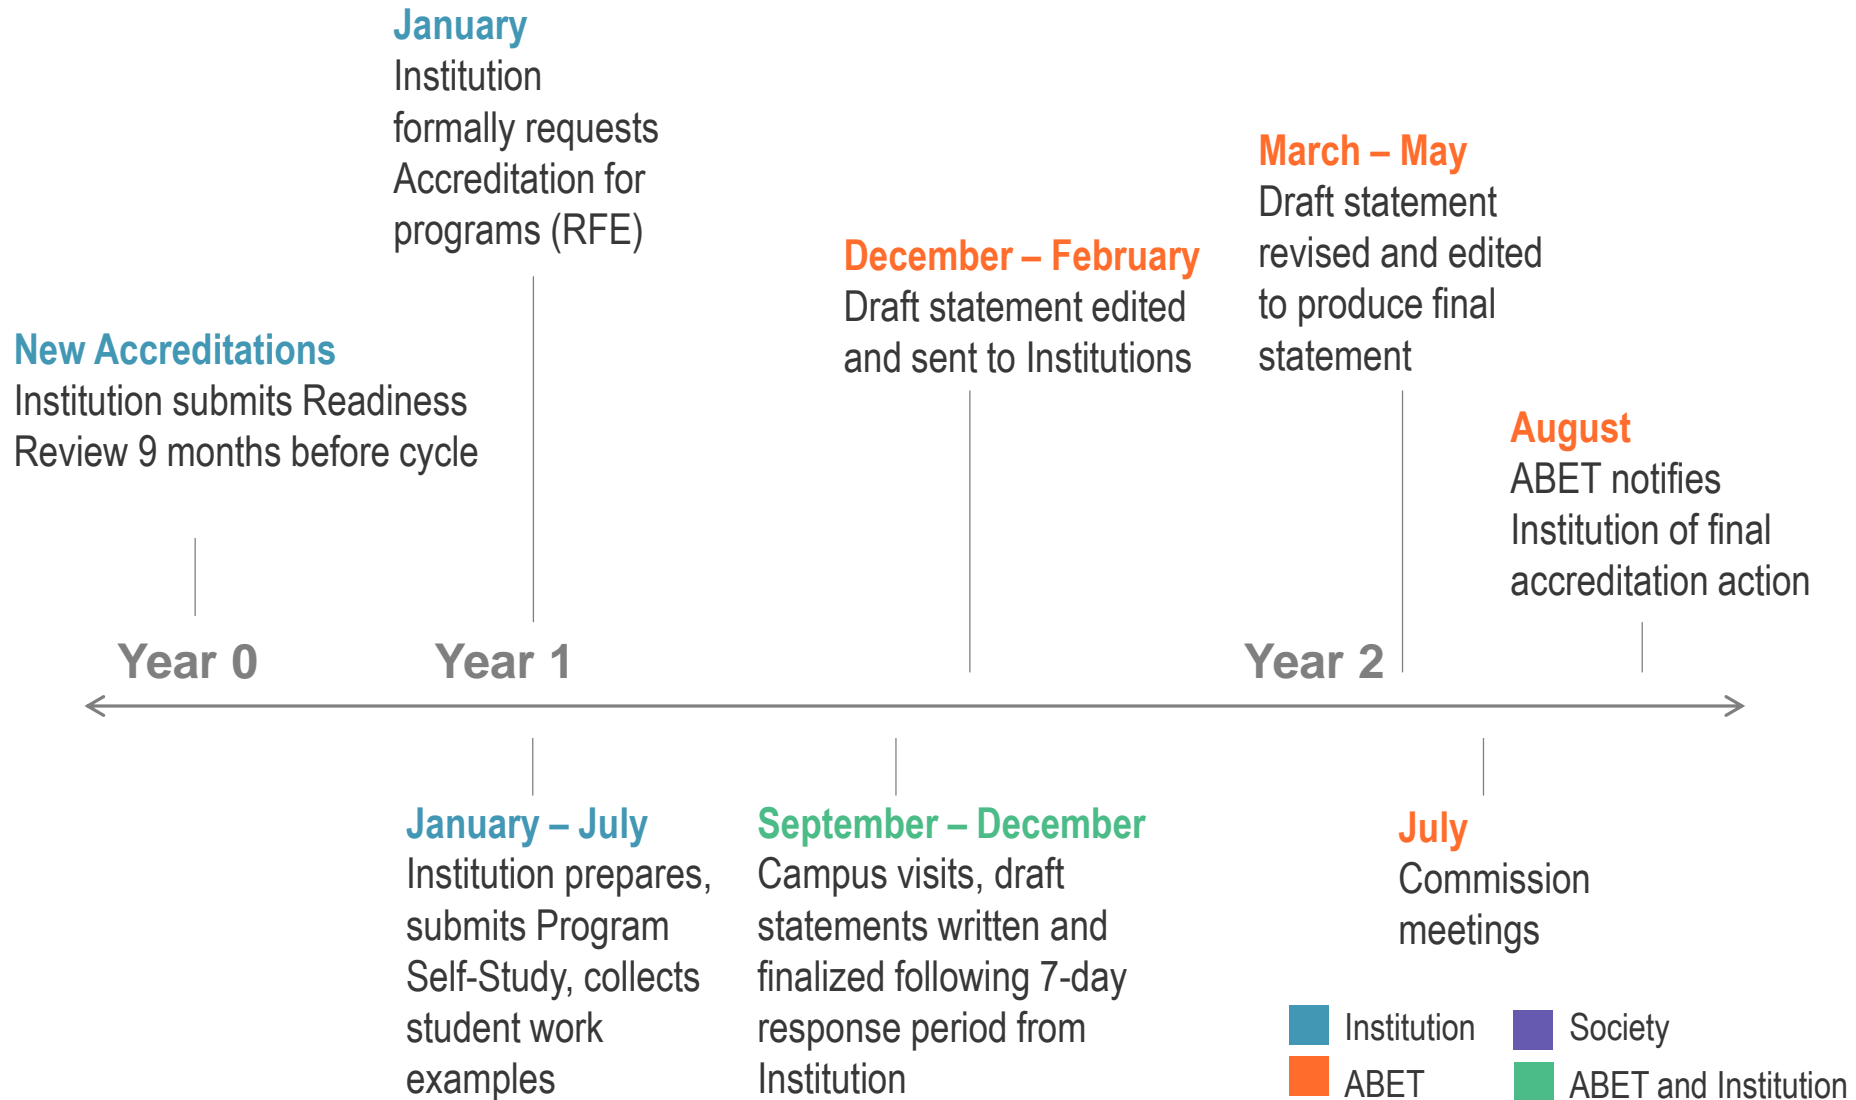 January
Institution
formally requests
Accreditation for
programs (RFE)
March – May
Draft statement
revised and edited
to produce final
statement
December – February
Draft statement edited
and sent to Institutions
New Accreditations
Institution submits Readiness
Review 9 months before cycle
August
ABET notifies
Institution of final
accreditation action
Year 0
Year 1
Year 2
January – July
Institution prepares,
submits Program
Self-Study, collects
student work
examples
September – December
Campus visits, draft
statements written and
finalized following 7-day
response period from
Institution
July
Commission
meetings
Institution
Society
ABET
ABET and Institution